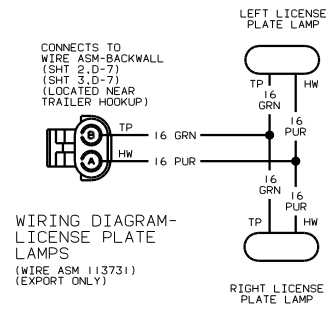 LEFT LICENSE
PLATE LAMP
CONNECTS TO
WIRE ASM-BACKWALL
(SHT 2,D-7)
(SHT 3,D-7)
(LOCATED NEAR
TRAILER HOOKUP)
TP
HW
16
GRN
16
PUR
B
TP
16 GRN
A
HW
16 PUR
16
GRN
16
PUR
TP
HW
WIRING DIAGRAM-
LICENSE PLATE
LAMPS
(WIRE ASM 113731)
(EXPORT ONLY)
RIGHT LICENSE
PLATE LAMP